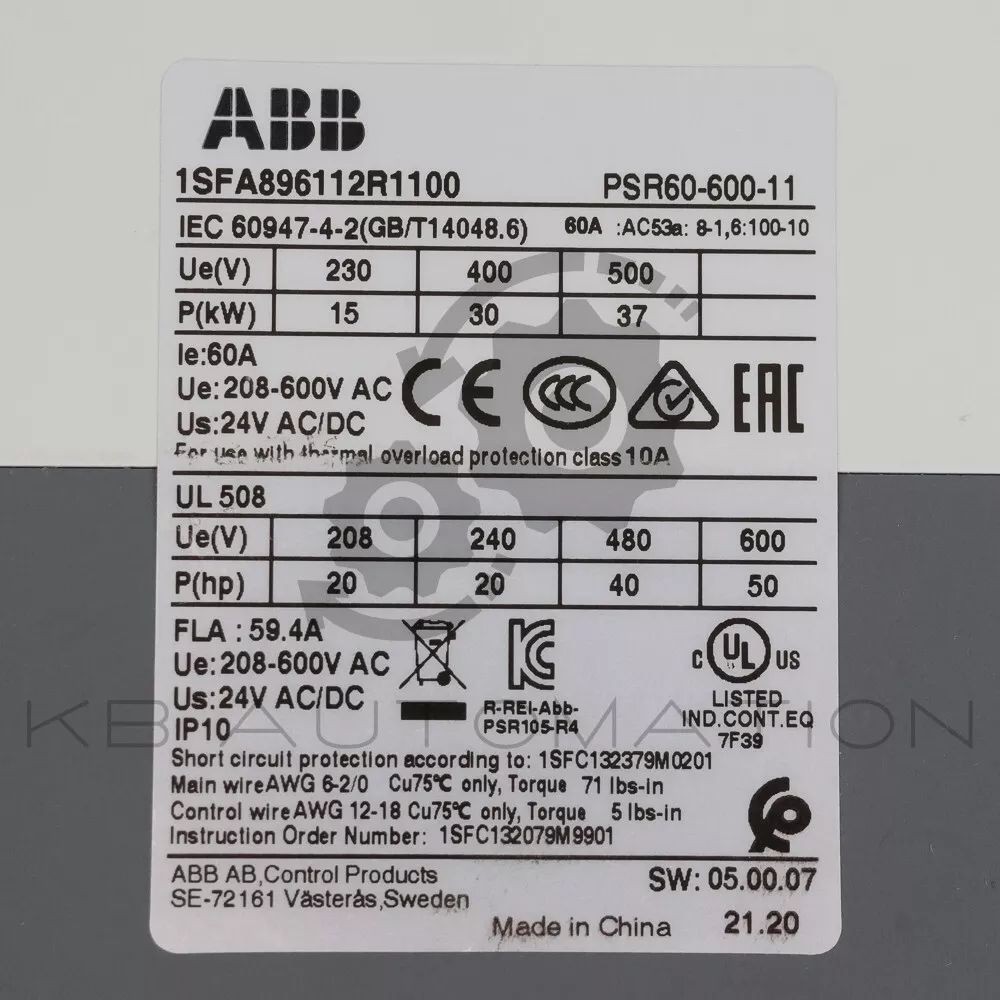 ABB
1SFA896112R1100 PSR60-600-11
IEC 60947-4-2(GB/T14048.6) 60A :AC53a: 8-1,6:100-10
Ue(V) 230 400 500
P(kW) 15 30 37
Ie:60A
Ue: 208-600V AC
Us:24V AC/DC
CE CCC EAC
For use with thermal overload protection class 10A
UL 508
Ue(V) 208 240 480 600
P(hp) 20 20 40 50
FLA : 59.4A
Ue: 208-600V AC
Us: 24V AC/DC
IP10
R-REI-Abb-
PSR105-R4
C UL US
LISTED
IND.CONT.EQ
7F39
KB AUTOMATION
Short circuit protection according to: 1SFC132379M0201
Main wire AWG 6-2/0 Cu75℃ only, Torque 71 lbs-in
Control wire AWG 12-18 Cu75℃ only, Torque 5 lbs-in
Instruction Order Number: 1SFC132079M9901
ABB AB,Control Products
SE-72161 Västerås,Sweden
SW: 05.00.07
Made in China 21.20